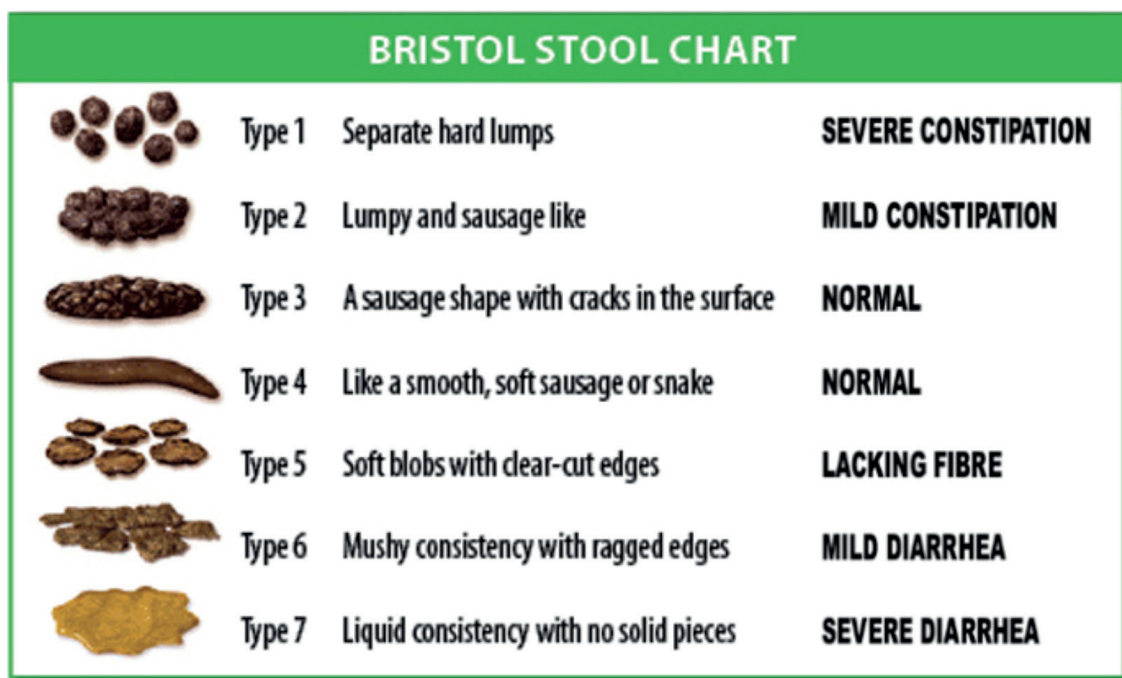 BRISTOL STOOL CHART
Type 1 Separate hard lumps SEVERE CONSTIPATION
Type 2 Lumpy and sausage like MILD CONSTIPATION
Type 3 A sausage shape with cracks in the surface NORMAL
Type 4 Like a smooth, soft sausage or snake NORMAL
Type 5 Soft blobs with clear-cut edges LACKING FIBRE
Type 6 Mushy consistency with ragged edges MILD DIARRHEA
Type 7 Liquid consistency with no solid pieces SEVERE DIARRHEA